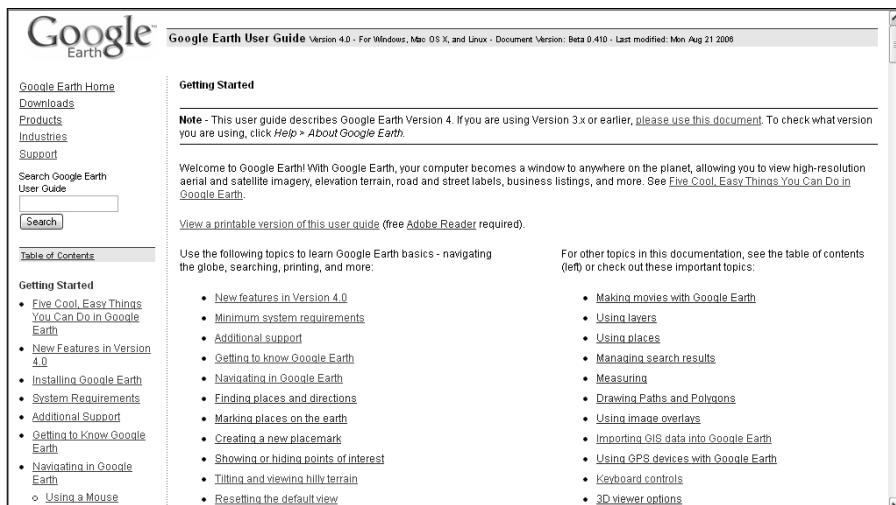 Google
Earth
Google Earth User Guide Version 4.0 - For Windows, Mac OS X, and Linux - Document Version: Beta 0.410 - Last modified: Mon Aug 21 2006
Google Earth Home
Downloads
Products
Industries
Support
Search Google Earth
User Guide
Search
Table of Contents
Getting Started
• Five Cool, Easy Things
You Can Do in Google
Earth
• New Features in Version
4.0
• Installing Google Earth
• System Requirements
• Additional Support
• Getting to Know Google
Earth
• Navigating in Google
Earth
o Using a Mouse
Getting Started
Note - This user guide describes Google Earth Version 4. If you are using Version 3.x or earlier, please use this document. To check what version
you are using, click Help > About Google Earth.
Welcome to Google Earth! With Google Earth, your computer becomes a window to anywhere on the planet, allowing you to view high-resolution
aerial and satellite imagery, elevation terrain, road and street labels, business listings, and more. See Five Cool, Easy Things You Can Do in
Google Earth.
View a printable version of this user guide (free Adobe Reader required).
Use the following topics to learn Google Earth basics - navigating
the globe, searching, printing, and more:
• New features in Version 4.0
• Minimum system requirements
• Additional support
• Getting to know Google Earth
• Navigating in Google Earth
• Finding places and directions
• Marking places on the earth
• Creating a new placemark
• Showing or hiding points of interest
• Tilting and viewing hilly terrain
• Resetting the default view
For other topics in this documentation, see the table of contents
(left) or check out these important topics:
• Making movies with Google Earth
• Using layers
• Using places
• Managing search results
• Measuring
• Drawing Paths and Polygons
• Using image overlays
• Importing GIS data into Google Earth
• Using GPS devices with Google Earth
• Keyboard controls
• 3D viewer options